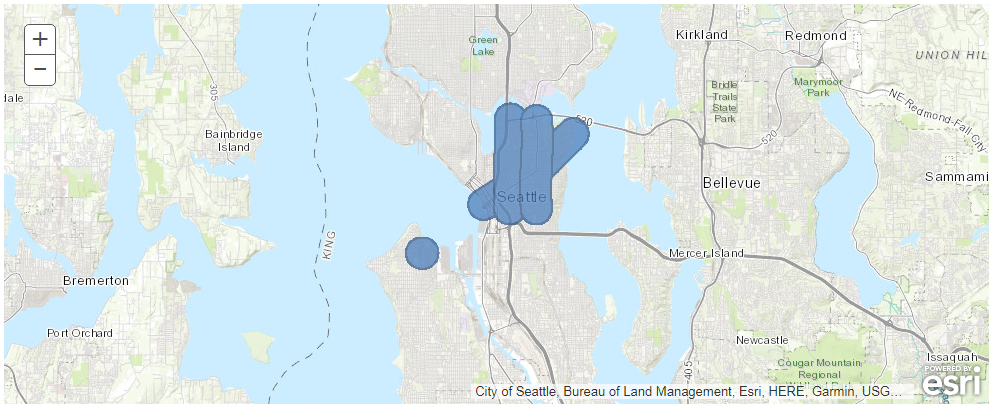 +
−
Green
Lake
Kirkland
Redmond
UNION HIL
dale
305
Bridle
Trails
State
Park
Marymoor
Park
NE Redmond-Fall City
Bainbridge
Island
520
520
Sammami
Bellevue
Seattle
KING
Mercer Island
Bremerton
Port Orchard
Newcastle
405
Cougar Mountain
Regional
Issaquah
POWERED BY
esri
City of Seattle, Bureau of Land Management, Esri, HERE, Garmin, USG...